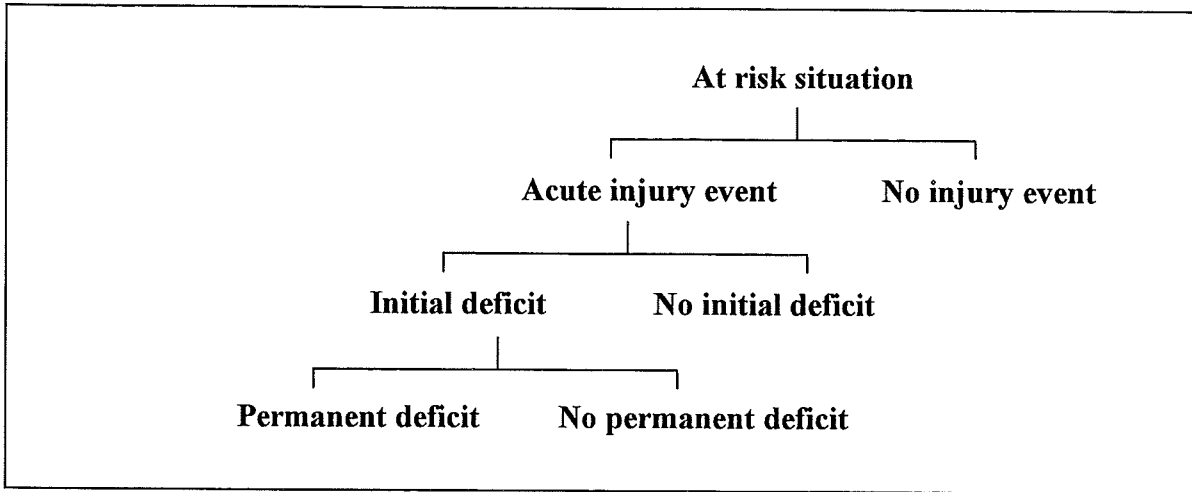 At risk situation
Acute injury event No injury event
Initial deficit No initial deficit
Permanent deficit No permanent deficit